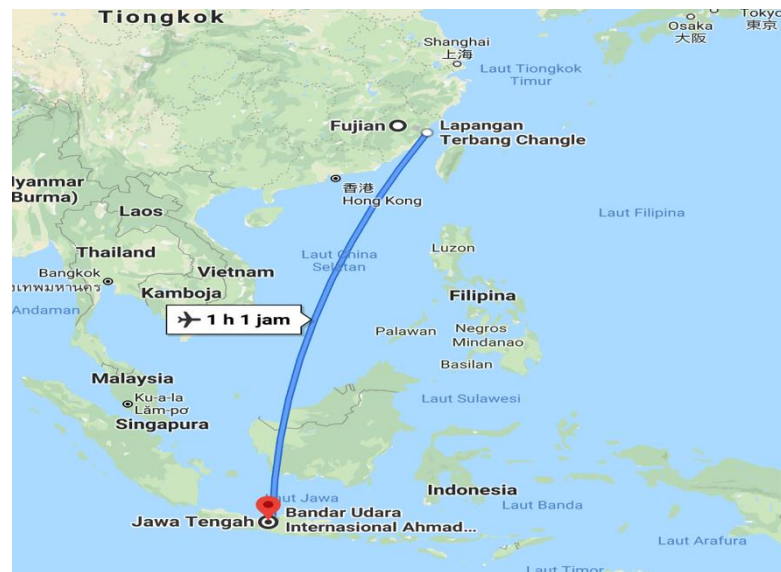 Tiongkok
Tokyo
東京
Osaka
大阪
Shanghai
上海
Laut Tiongkok
Timur
Fujian
Lapangan
Terbang Changle
香港
Hong Kong
Myanmar
(Burma)
Laos
Laut Filipina
Thailand
Laut China
Selatan
Luzon
Bangkok
Vietnam
Kamboja
Andaman
Filipina
1 h 1 jam
Palawan
Negros
Mindanao
Basilan
Malaysia
Ku-a-la
Lăm-pơ
Singapura
Laut Sulawesi
Laut Jawa
Indonesia
Jawa Tengah
Bandar Udara
Internasional Ahmad...
Laut Banda
Laut Arafura
Laut Timor